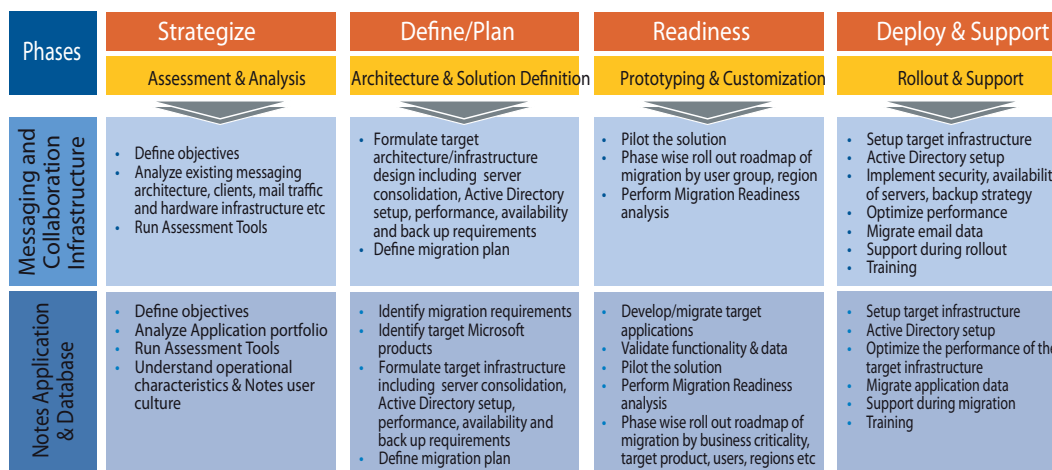 Phases
Strategize
Define/Plan
Readiness
Deploy & Support
Assessment & Analysis
Architecture & Solution Definition
Prototyping & Customization
Rollout & Support
Messaging and
Collaboration
Infrastructure
• Define objectives
• Analyze existing messaging
architecture, clients, mail traffic
and hardware infrastructure etc
• Run Assessment Tools
• Formulate target
architecture/infrastructure
design including server
consolidation, Active Directory
setup, performance, availability
and back up requirements
• Define migration plan
• Pilot the solution
• Phase wise roll out roadmap of
migration by user group, region
• Perform Migration Readiness
analysis
• Setup target infrastructure
• Active Directory setup
• Implement security, availabilit
of servers, backup strategy
• Optimize performance
• Migrate email data
• Support during rollout
• Training
Notes Application
& Database
• Define objectives
• Analyze Application portfolio
• Run Assessment Tools
• Understand operational
characteristics & Notes user
culture
• Identify migration requirements
• Identify target Microsoft
products
• Formulate target infrastructure
including server consolidation,
Active Directory setup,
performance, availability and
back up requirements
• Define migration plan
• Develop/migrate target
applications
• Validate functionality & data
• Pilot the solution
• Perform Migration Readiness
analysis
• Phase wise roll out roadmap of
migration by business criticality,
target product, users, regions etc
• Setup target infrastructure
• Active Directory setup
• Optimize the performance of the
target infrastructure
• Migrate application data
• Support during migration
• Training